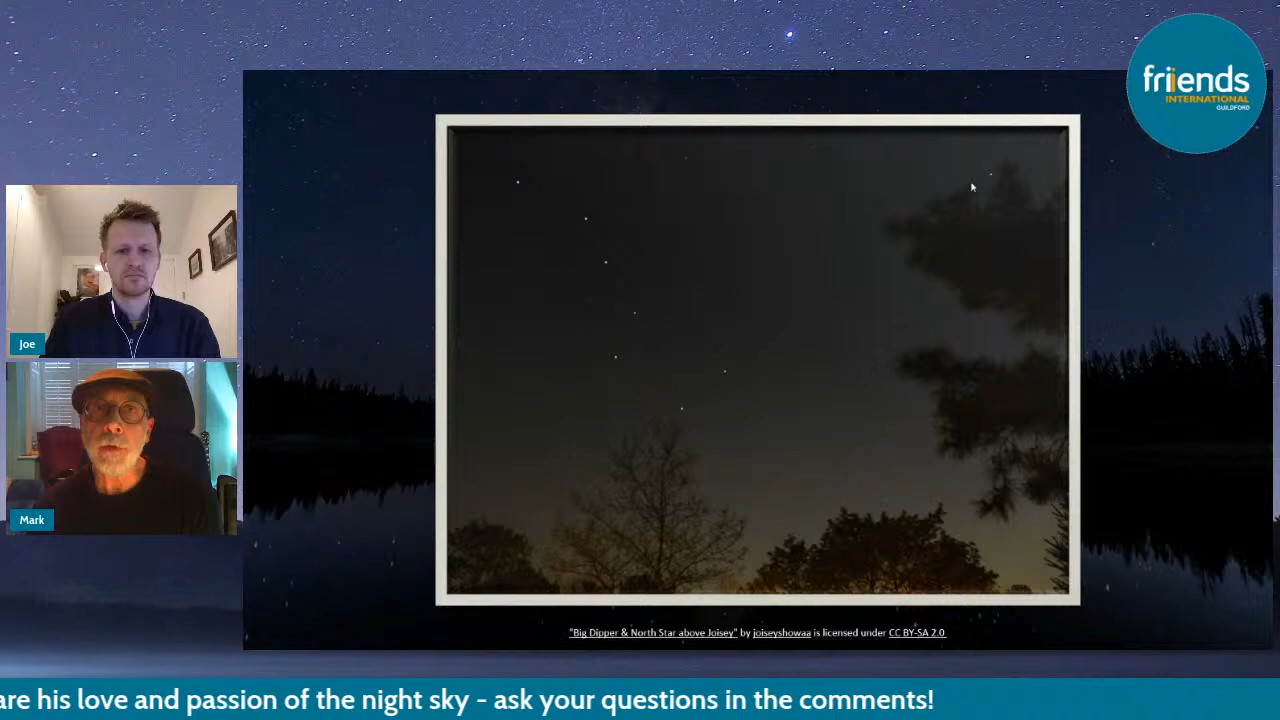 friends
INTERNATIONAL
GUILDFORD
Joe
Mark
"Big Dipper & North Star above Joisey" by joiseyshowaa is licensed under CC BY-SA 2.0
are his love and passion of the night sky - ask your questions in the comments!